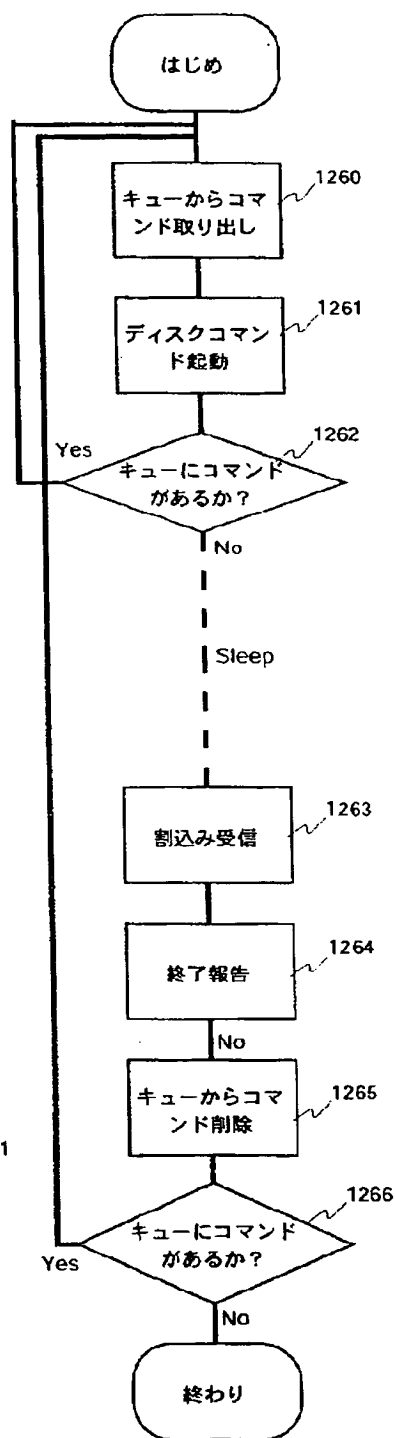 はじめ
1260
キューからコマ
ンド取り出し
1261
ディスクコマン
ド起動
1262
Yes
キューにコマンド
があるか？
No
Sleep
1263
割込み受信
1264
終了報告
No
1265
キューからコマ
ンド削除
1
1266
キューにコマンド
があるか？
Yes
No
終わり